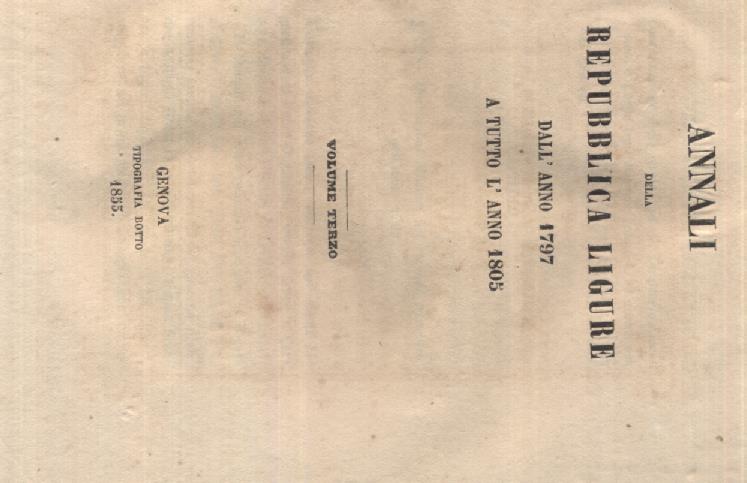 ANNALI
DELLA
REPUBBLICA LIGURE
DALL' ANNO 1797
A TUTTO L' ANNO 1805
VOLUME TERZO
GENOVA
TIPOGRAFIA BOTTO
1855.